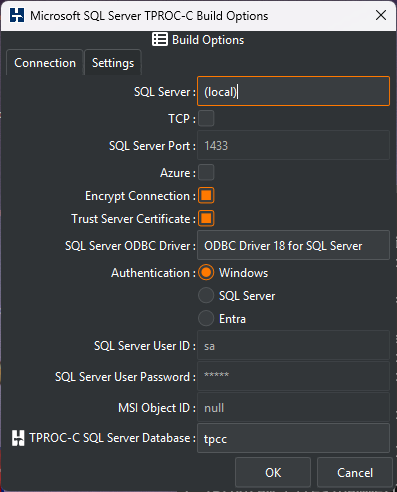 Microsoft SQL Server TPROC-C Build Options
Build Options
Connection Settings
SQL Server : (local)
TCP :
SQL Server Port : 1433
Azure :
Encrypt Connection :
Trust Server Certificate :
SQL Server ODBC Driver : ODBC Driver 18 for SQL Server
Authentication : Windows
SQL Server
Entra
SQL Server User ID : sa
SQL Server User Password : *****
MSI Object ID : null
TPROC-C SQL Server Database : tpcc
OK Cancel